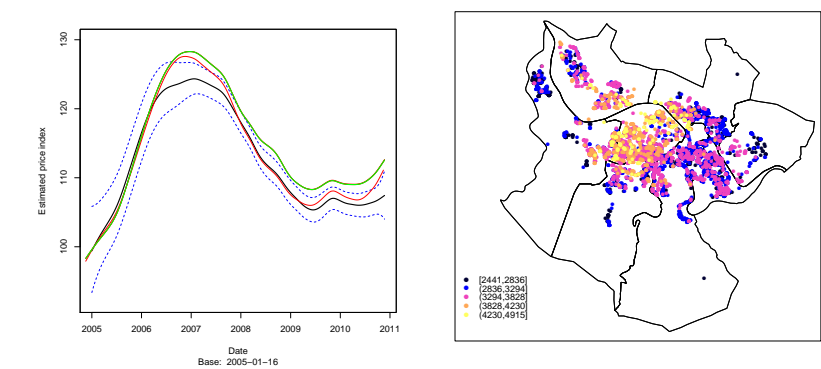 130
120
110
100
Estimated price index
2005 2006 2007 2008 2009 2010 2011
Date
Base: 2005−01−16
[2441,2836]
(2836,3294]
(3294,3828]
(3828,4230]
(4230,4915]